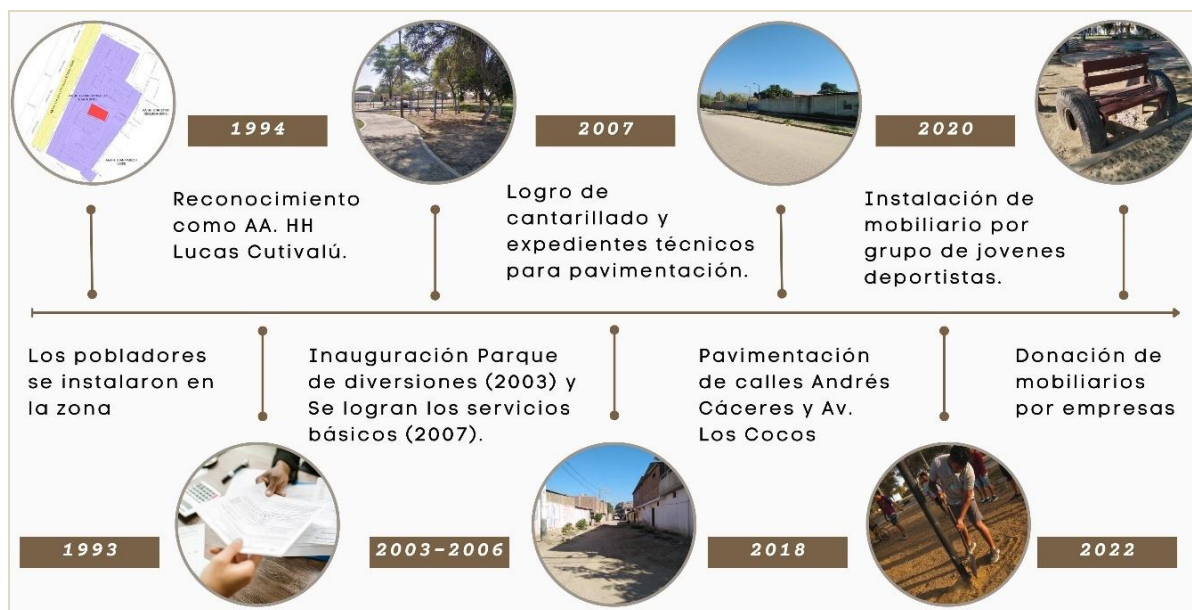 1994
Reconocimiento
como AA. HH
Lucas Cutivalú.
2007
Logro de
cantarillado y
expedientes técnicos
para pavimentación.
2020
Instalación de
mobiliario por
grupo de jovenes
deportistas.
Los pobladores
se instalaron en
la zona
1993
Inauguración Parque
de diversiones (2003) y
Se logran los servicios
básicos (2007).
2003-2006
Pavimentación
de calles Andrés
Cáceres y Av.
Los Cocos
2018
Donación de
mobiliarios
por empresas
2022